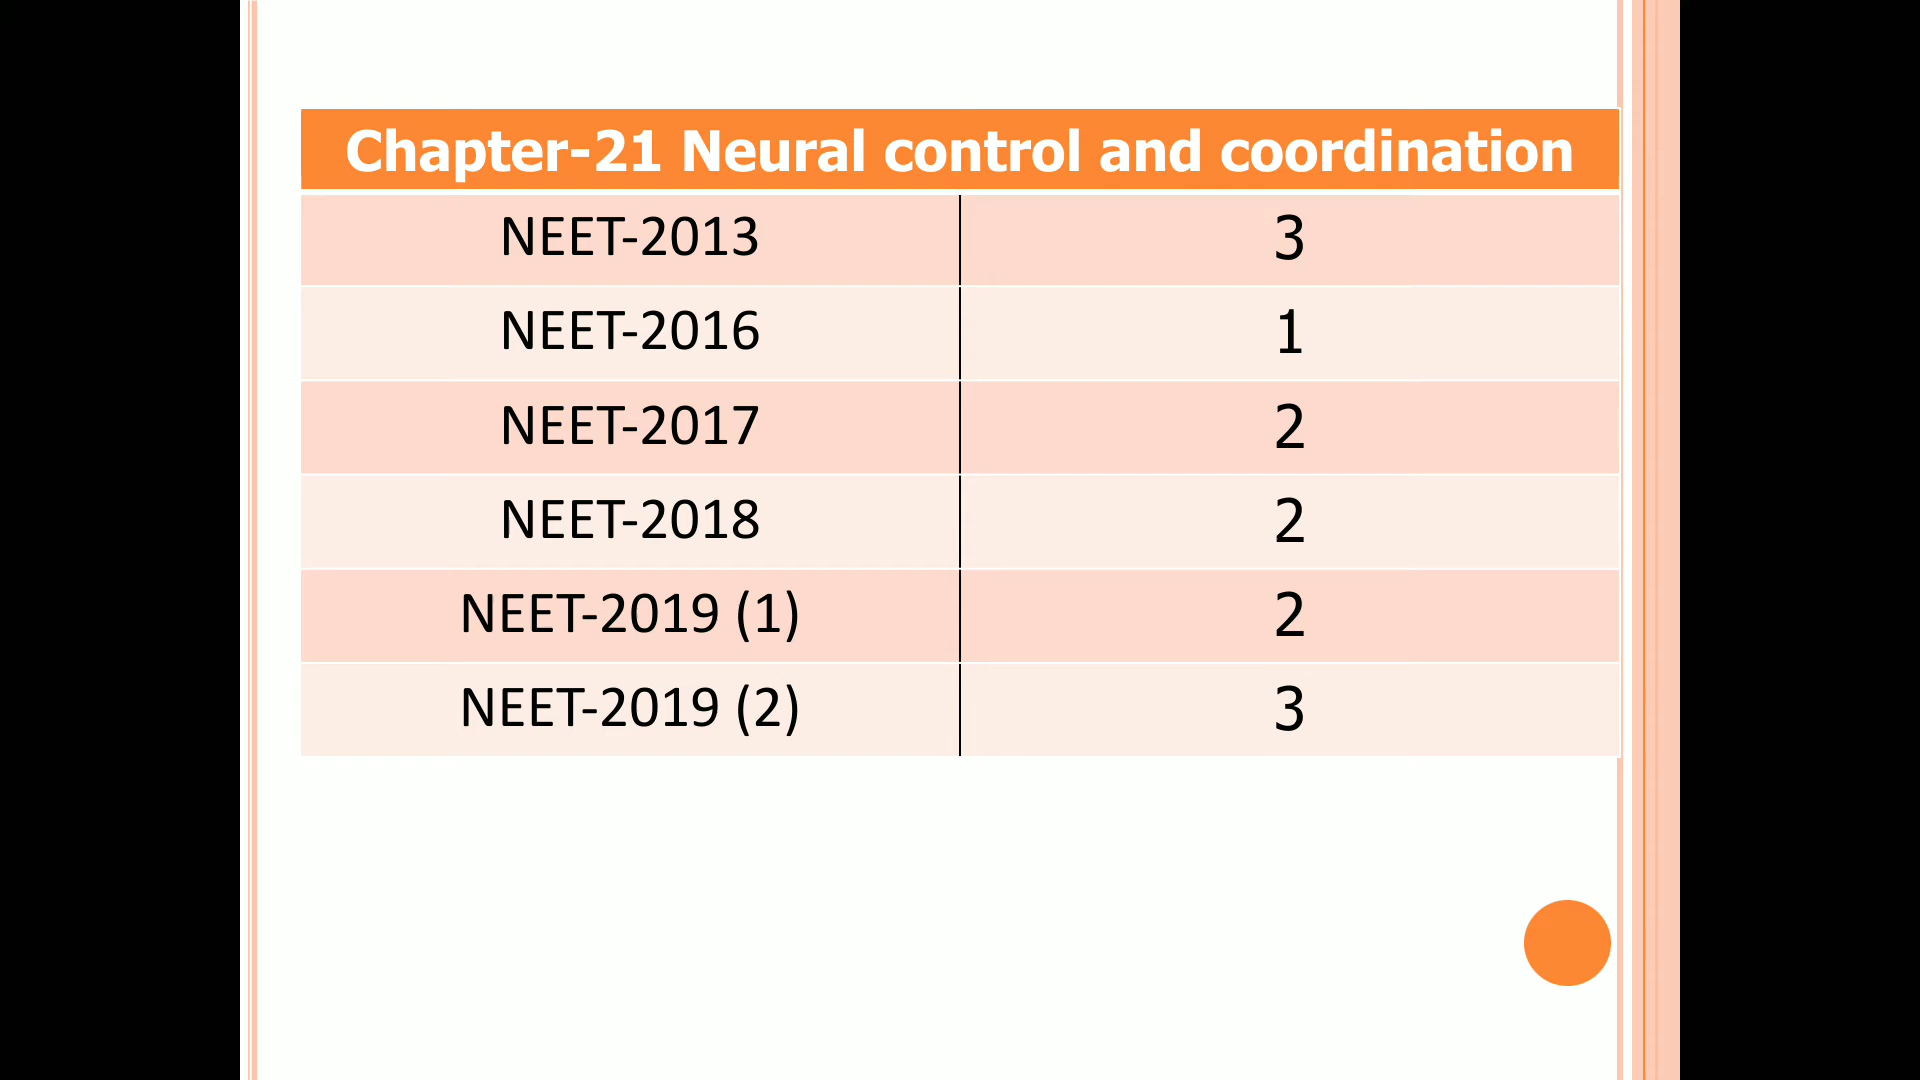 Chapter-21 Neural control and coordination
NEET-2013 3
NEET-2016 1
NEET-2017 2
NEET-2018 2
NEET-2019 (1) 2
NEET-2019 (2) 3